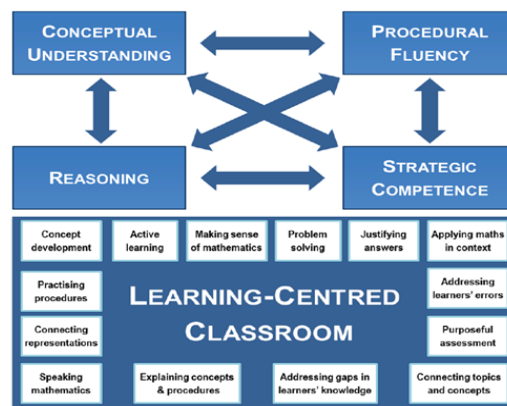 CONCEPTUAL
UNDERSTANDING
PROCEDURAL
FLUENCY
REASONING
STRATEGIC
COMPETENCE
Concept
development
Active
learning
Making sense
of mathematics
Problem
solving
Justifying
answers
Applying maths
in context
Practising
procedures
Addressing
learners' errors
LEARNING-CENTRED
CLASSROOM
Connecting
representations
Purposeful
assessment
Speaking
mathematics
Explaining concepts
& procedures
Addressing gaps in
learners' knowledge
Connecting topics
and concepts